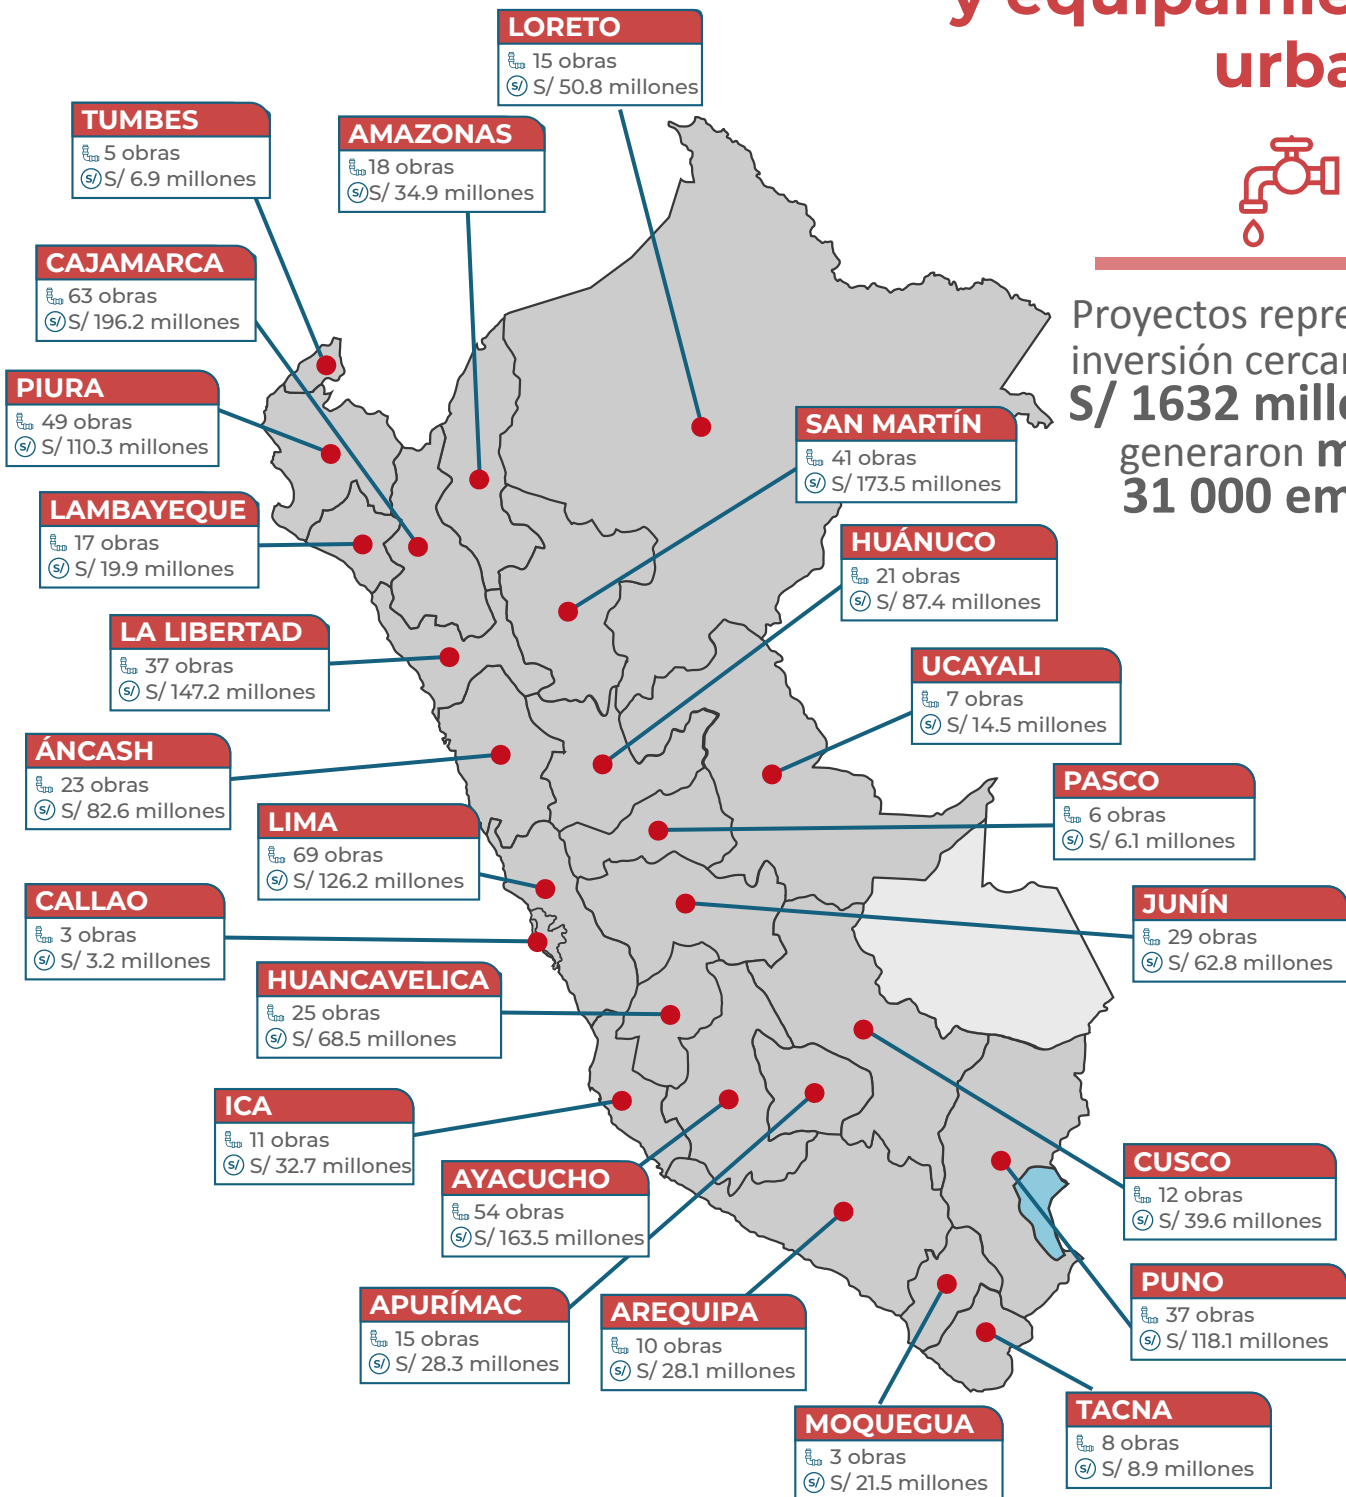 y equipamie
urba
LORETO
15 obras
S/ S/ 50.8 millones
TUMBES
5 obras
S/ S/ 6.9 millones
AMAZONAS
18 obras
S/ S/ 34.9 millones
CAJAMARCA
63 obras
S/ S/ 196.2 millones
Proyectos repre
inversión cercar
S/ 1632 mill
generaron m
31 000 em
PIURA
49 obras
S/ S/ 110.3 millones
SAN MARTÍN
41 obras
S/ S/ 173.5 millones
LAMBAYEQUE
17 obras
S/ S/ 19.9 millones
HUÁNUCO
21 obras
S/ S/ 87.4 millones
LA LIBERTAD
37 obras
S/ S/ 147.2 millones
UCAYALI
7 obras
S/ S/ 14.5 millones
ÁNCASH
23 obras
S/ S/ 82.6 millones
PASCO
6 obras
S/ S/ 6.1 millones
LIMA
69 obras
S/ S/ 126.2 millones
CALLAO
3 obras
S/ S/ 3.2 millones
JUNÍN
29 obras
S/ S/ 62.8 millones
HUANCAVELICA
25 obras
S/ S/ 68.5 millones
ICA
11 obras
S/ S/ 32.7 millones
AYACUCHO
54 obras
S/ S/ 163.5 millones
CUSCO
12 obras
S/ S/ 39.6 millones
PUNO
37 obras
S/ S/ 118.1 millones
APURÍMAC
15 obras
S/ S/ 28.3 millones
AREQUIPA
10 obras
S/ S/ 28.1 millones
MOQUEGUA
3 obras
S/ S/ 21.5 millones
TACNA
8 obras
S/ S/ 8.9 millones